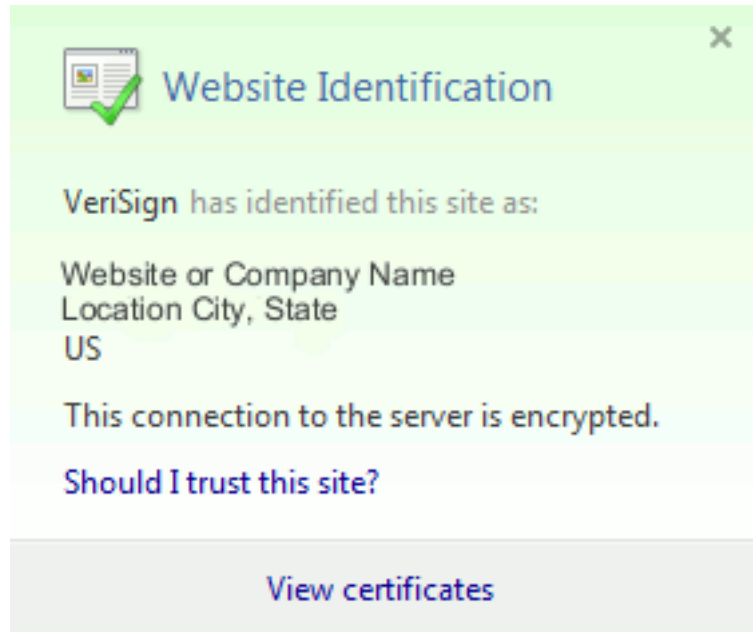 Website Identification
VeriSign has identified this site as:
Website or Company Name
Location City, State
US
This connection to the server is encrypted.
Should I trust this site?
View certificates